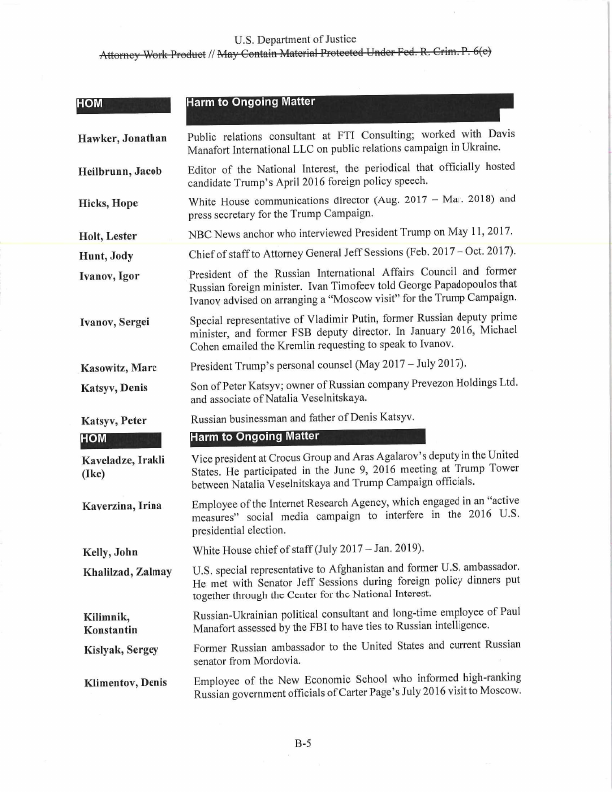 U.S. Department of Justice
Attorney Work Product // May Contain Material Protected Under Fed. R. Crim. P. 6(e)
HOM
Harm to Ongoing Matter
Hawker, Jonathan
Public relations consultant at FTI Consulting; worked with Davis
Manafort International LLC on public relations campaign in Ukraine.
Heilbrunn, Jacob
Editor of the National Interest, the periodical that officially hosted
candidate Trump's April 2016 foreign policy speech.
Hicks, Hope
White House communications director (Aug. 2017 – Mar. 2018) and
press secretary for the Trump Campaign.
Holt, Lester
NBC News anchor who interviewed President Trump on May 11, 2017.
Hunt, Jody
Chief of staff to Attorney General Jeff Sessions (Feb. 2017 – Oct. 2017).
Ivanov, Igor
President of the Russian International Affairs Council and former
Russian foreign minister. Ivan Timofeev told George Papadopoulos that
Ivanov advised on arranging a "Moscow visit" for the Trump Campaign.
Ivanov, Sergei
Special representative of Vladimir Putin, former Russian deputy prime
minister, and former FSB deputy director. In January 2016, Michael
Cohen emailed the Kremlin requesting to speak to Ivanov.
Kasowitz, Marc
President Trump's personal counsel (May 2017 – July 2017).
Katsyv, Denis
Son of Peter Katsyv; owner of Russian company Prevezon Holdings Ltd.
and associate of Natalia Veselnitskaya.
Katsyv, Peter
Russian businessman and father of Denis Katsyv.
HOM
Harm to Ongoing Matter
Kaveladze, Irakli
(Ike)
Vice president at Crocus Group and Aras Agalarov's deputy in the United
States. He participated in the June 9, 2016 meeting at Trump Tower
between Natalia Veselnitskaya and Trump Campaign officials.
Kaverzina, Irina
Employee of the Internet Research Agency, which engaged in an "active
measures" social media campaign to interfere in the 2016 U.S.
presidential election.
Kelly, John
White House chief of staff (July 2017 – Jan. 2019).
Khalilzad, Zalmay
U.S. special representative to Afghanistan and former U.S. ambassador.
He met with Senator Jeff Sessions during foreign policy dinners put
together through the Center for the National Interest.
Kilimnik,
Konstantin
Russian-Ukrainian political consultant and long-time employee of Paul
Manafort assessed by the FBI to have ties to Russian intelligence.
Kislyak, Sergey
Former Russian ambassador to the United States and current Russian
senator from Mordovia.
Klimentov, Denis
Employee of the New Economic School who informed high-ranking
Russian government officials of Carter Page's July 2016 visit to Moscow.
B-5